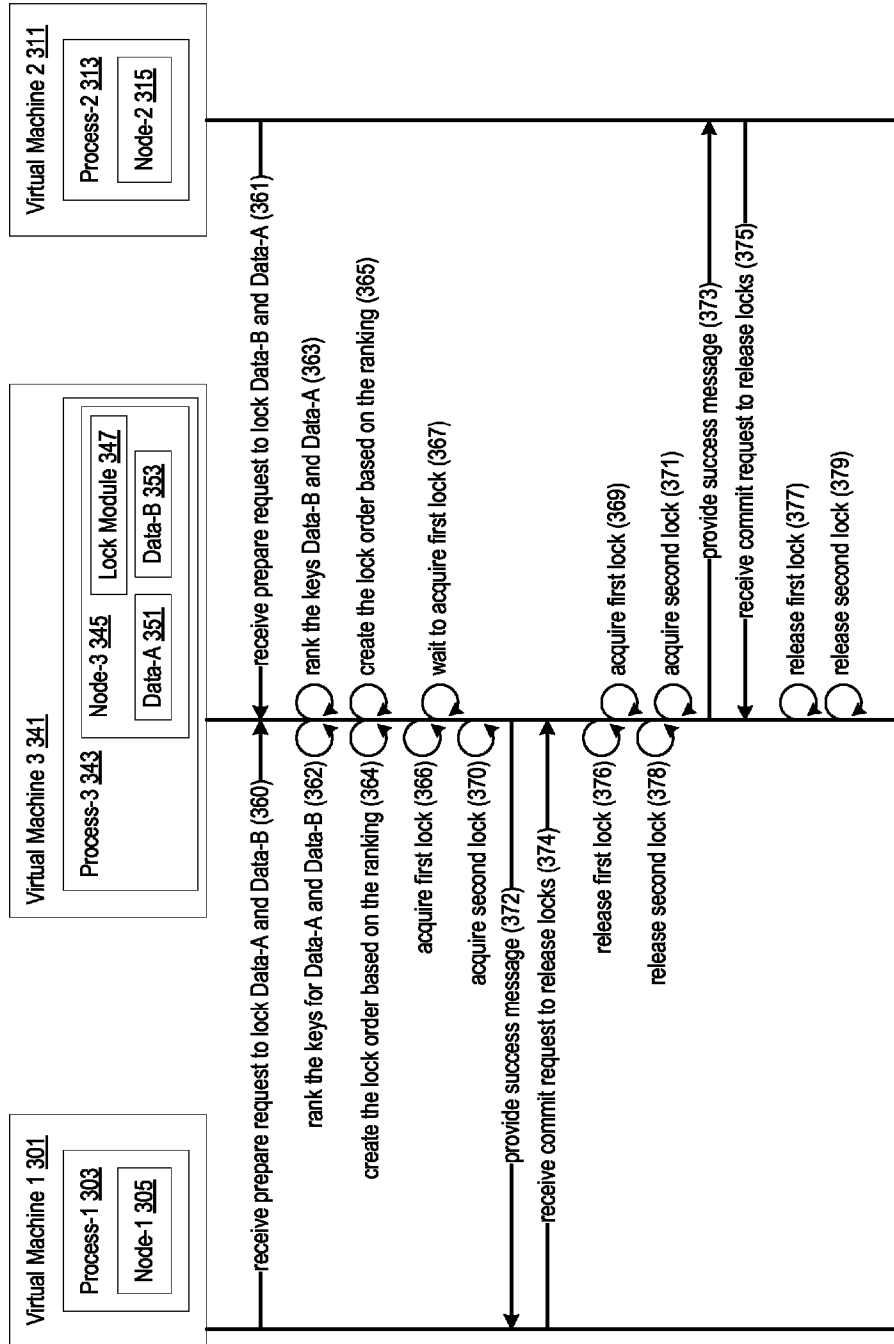 Virtual Machine 1 301
Process-1 303
Node-1 305
Virtual Machine 3 341
Process-3 343
Node-3 345
Lock Module 347
Data-A 351
Data-B 353
Virtual Machine 2 311
Process-2 313
Node-2 315
receive prepare request to lock Data-A and Data-B (360)
receive prepare request to lock Data-B and Data-A (361)
rank the keys for Data-A and Data-B (362)
rank the keys Data-B and Data-A (363)
create the lock order based on the ranking (364)
create the lock order based on the ranking (365)
acquire first lock (366)
wait to acquire first lock (367)
acquire second lock (370)
provide success message (372)
receive commit request to release locks (374)
release first lock (376)
acquire first lock (369)
release second lock (378)
acquire second lock (371)
provide success message (373)
receive commit request to release locks (375)
release first lock (377)
release second lock (379)